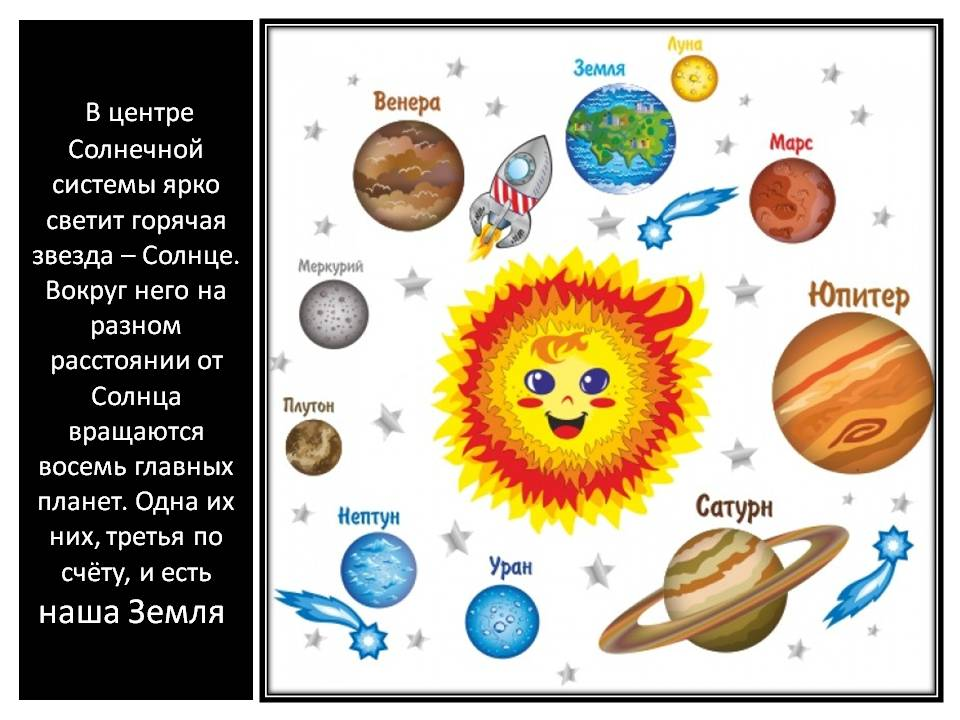 В центре
Солнечной
системы ярко
светит горячая
звезда – Солнце.
Вокруг него на
разном
расстоянии от
Солнца
вращаются
восемь главных
планет. Одна их
них, третья по
счёту, и есть
наша Земля
Луна
Земля
Венера
Марс
Меркурий
Юпитер
Плутон
Сатурн
Нептун
Уран